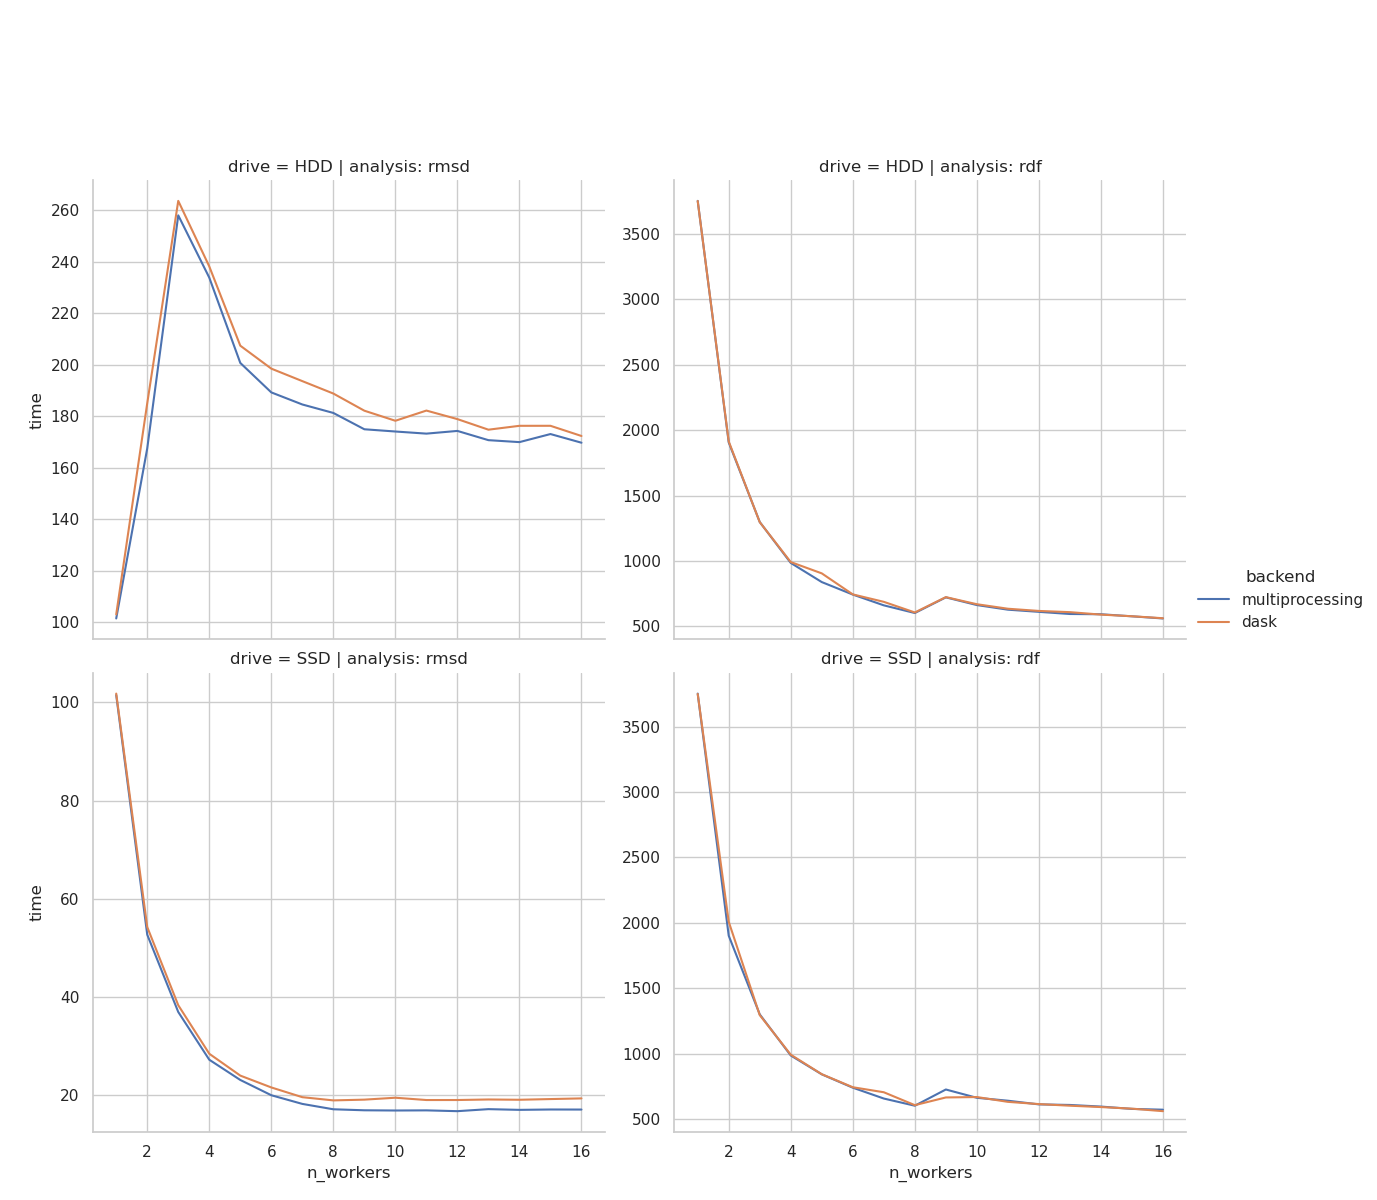 drive = HDD | analysis: rmsd
drive = HDD | analysis: rdf
260
240
220
200
180
160
140
120
100
time
3500
3000
2500
2000
1500
1000
500
backend
multiprocessing
dask
drive = SSD | analysis: rmsd
drive = SSD | analysis: rdf
100
80
60
40
20
time
2 4 6 8 10 12 14 16
n_workers
3500
3000
2500
2000
1500
1000
500
2 4 6 8 10 12 14 16
n_workers